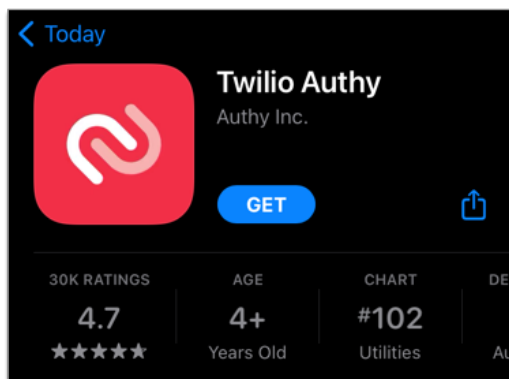 Today
Twilio Authy
Authy Inc.
GET
30K RATINGS
4.7
AGE
4+
Years Old
CHART
#102
Utilities